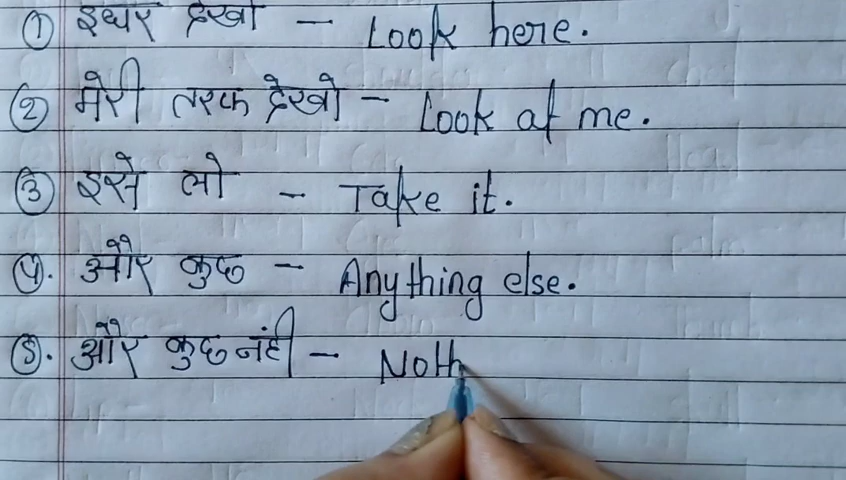 ① इधर देखो - Look here.
② मेरी तरफ देखो - Look at me.
③ इसे लो - Take it.
④. और कुछ - Anything else.
⑤. और कुछ नहीं - Noth